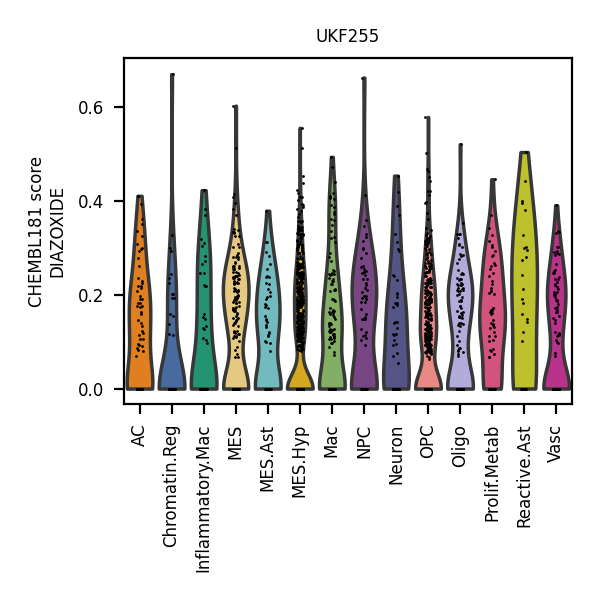 UKF255
CHEMBL181 score
DIAZOXIDE
0.6
0.4
0.2
0.0
AC
Chromatin.Reg
Inflammatory.Mac
MES
MES.Ast
MES.Hyp
Mac
NPC
Neuron
OPC
Oligo
Prolif.Metab
Reactive.Ast
Vasc